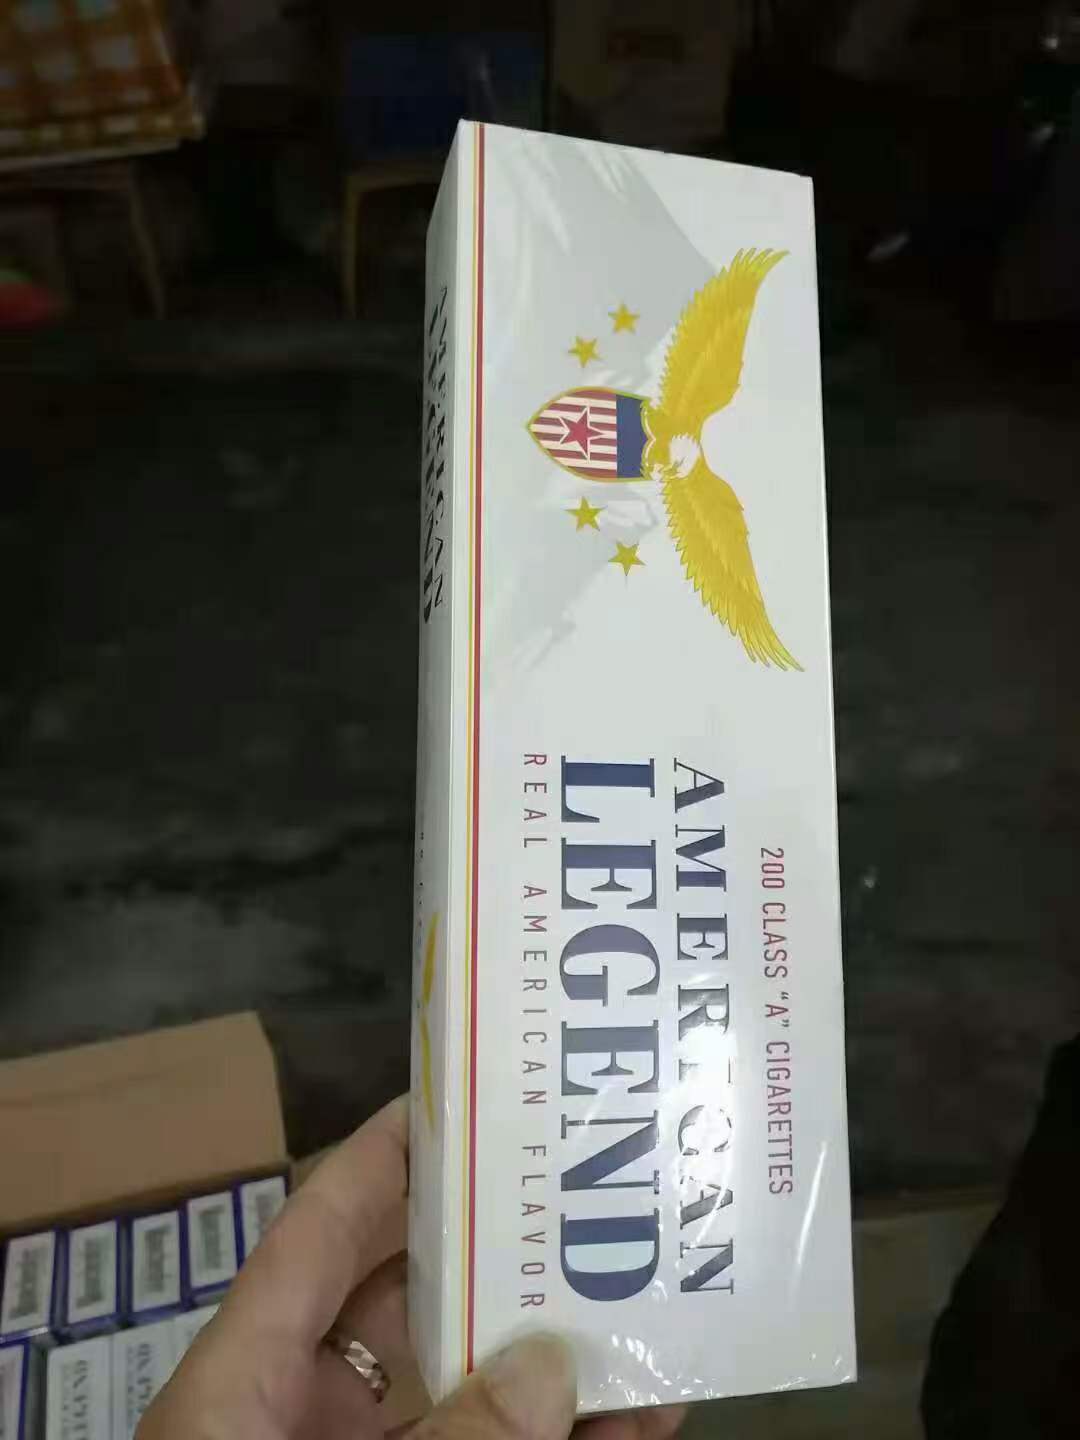 200 CLASS "A" CIGARETTES
AMERICAN
LEGEND
REAL AMERICAN FLAVOR
AMERICAN
LEGEND